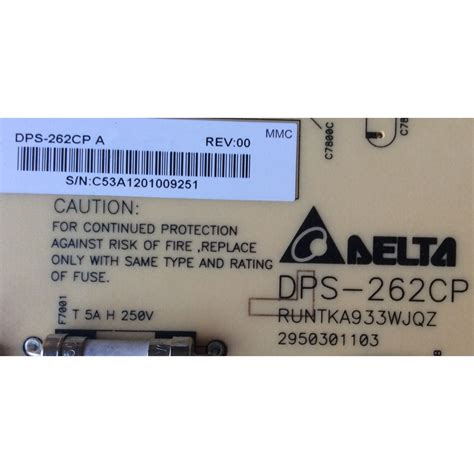 DPS-262CP A
REV:00
MMC
S/N:C53A1201009251
C7800C
CAUTION:
FOR CONTINUED PROTECTION
AGAINST RISK OF FIRE ,REPLACE
ONLY WITH SAME TYPE AND RATING
OF FUSE.
F7001
T 5A H 250V
DELTA
DPS-262CP
RUNTKA933WJQZ
2950301103